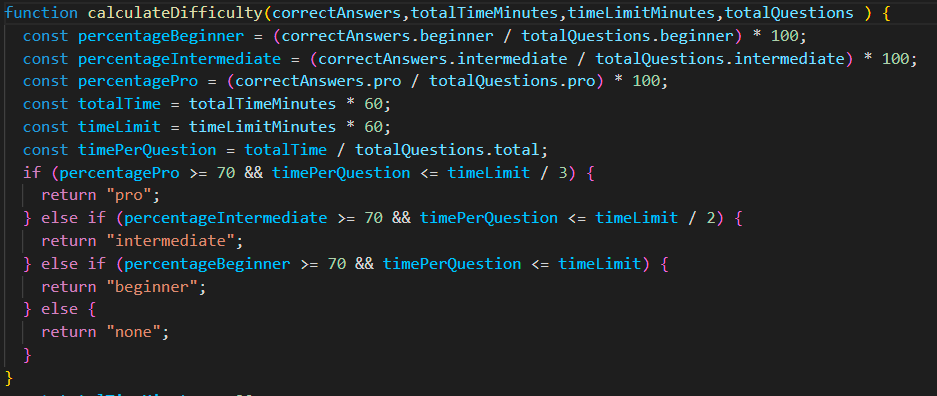 function calculateDifficulty(correctAnswers,totalTimeMinutes,timeLimitMinutes,totalQuestions ) {
  const percentageBeginner = (correctAnswers.beginner / totalQuestions.beginner) * 100;
  const percentageIntermediate = (correctAnswers.intermediate / totalQuestions.intermediate) * 100;
  const percentagePro = (correctAnswers.pro / totalQuestions.pro) * 100;
  const totalTime = totalTimeMinutes * 60;
  const timeLimit = timeLimitMinutes * 60;
  const timePerQuestion = totalTime / totalQuestions.total;
  if (percentagePro >= 70 && timePerQuestion <= timeLimit / 3) {
    return "pro";
  } else if (percentageIntermediate >= 70 && timePerQuestion <= timeLimit / 2) {
    return "intermediate";
  } else if (percentageBeginner >= 70 && timePerQuestion <= timeLimit) {
    return "beginner";
  } else {
    return "none";
  }
}